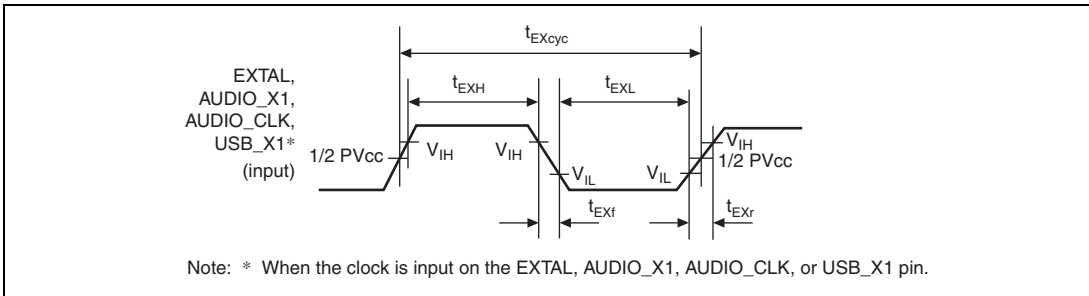 tEXcyc
EXTAL,
AUDIO_X1,
AUDIO_CLK,
USB_X1*
(input)
tEXH
tEXL
1/2 PVcc
VIH
VIH
VIL
VIL
VIH
1/2 PVcc
tEXf
tEXr
Note: * When the clock is input on the EXTAL, AUDIO_X1, AUDIO_CLK, or USB_X1 pin.